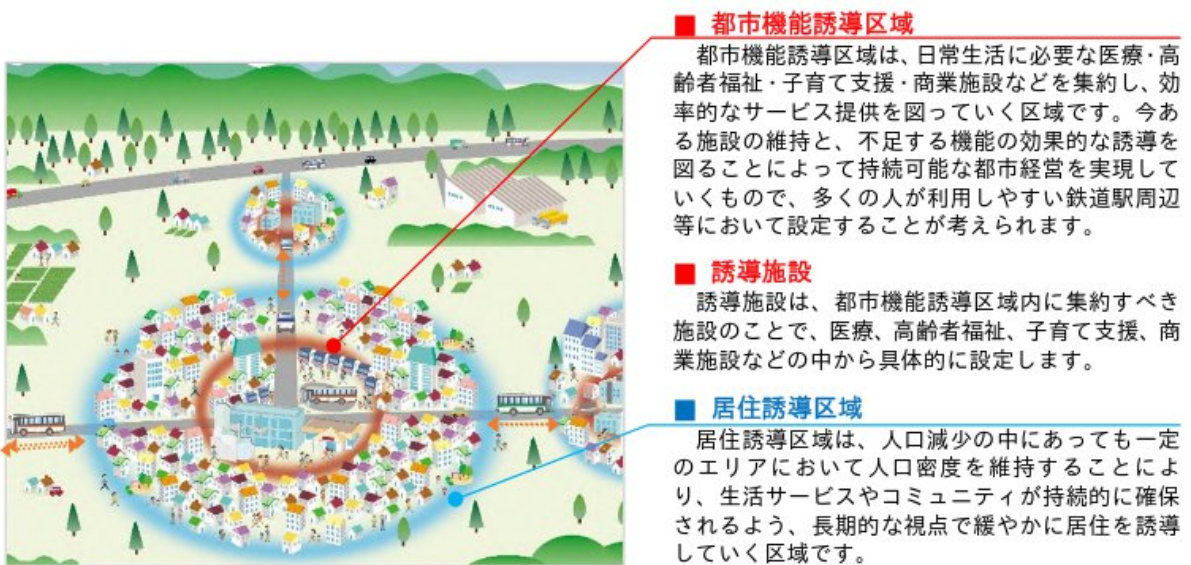 ■ 都市機能誘導区域
都市機能誘導区域は、日常生活に必要な医療・高
齢者福祉・子育て支援・商業施設などを集約し、効
率的なサービス提供を図っていく区域です。今あ
る施設の維持と、不足する機能の効果的な誘導を
図ることによって持続可能な都市経営を実現して
いくもので、多くの人が利用しやすい鉄道駅周辺
等において設定することが考えられます。
■ 誘導施設
誘導施設は、都市機能誘導区域内に集約すべき
施設のことで、医療、高齢者福祉、子育て支援、商
業施設などの中から具体的に設定します。
■ 居住誘導区域
居住誘導区域は、人口減少の中にあっても一定
のエリアにおいて人口密度を維持することによ
り、生活サービスやコミュニティが持続的に確保
されるよう、長期的な視点で緩やかに居住を誘導
していく区域です。